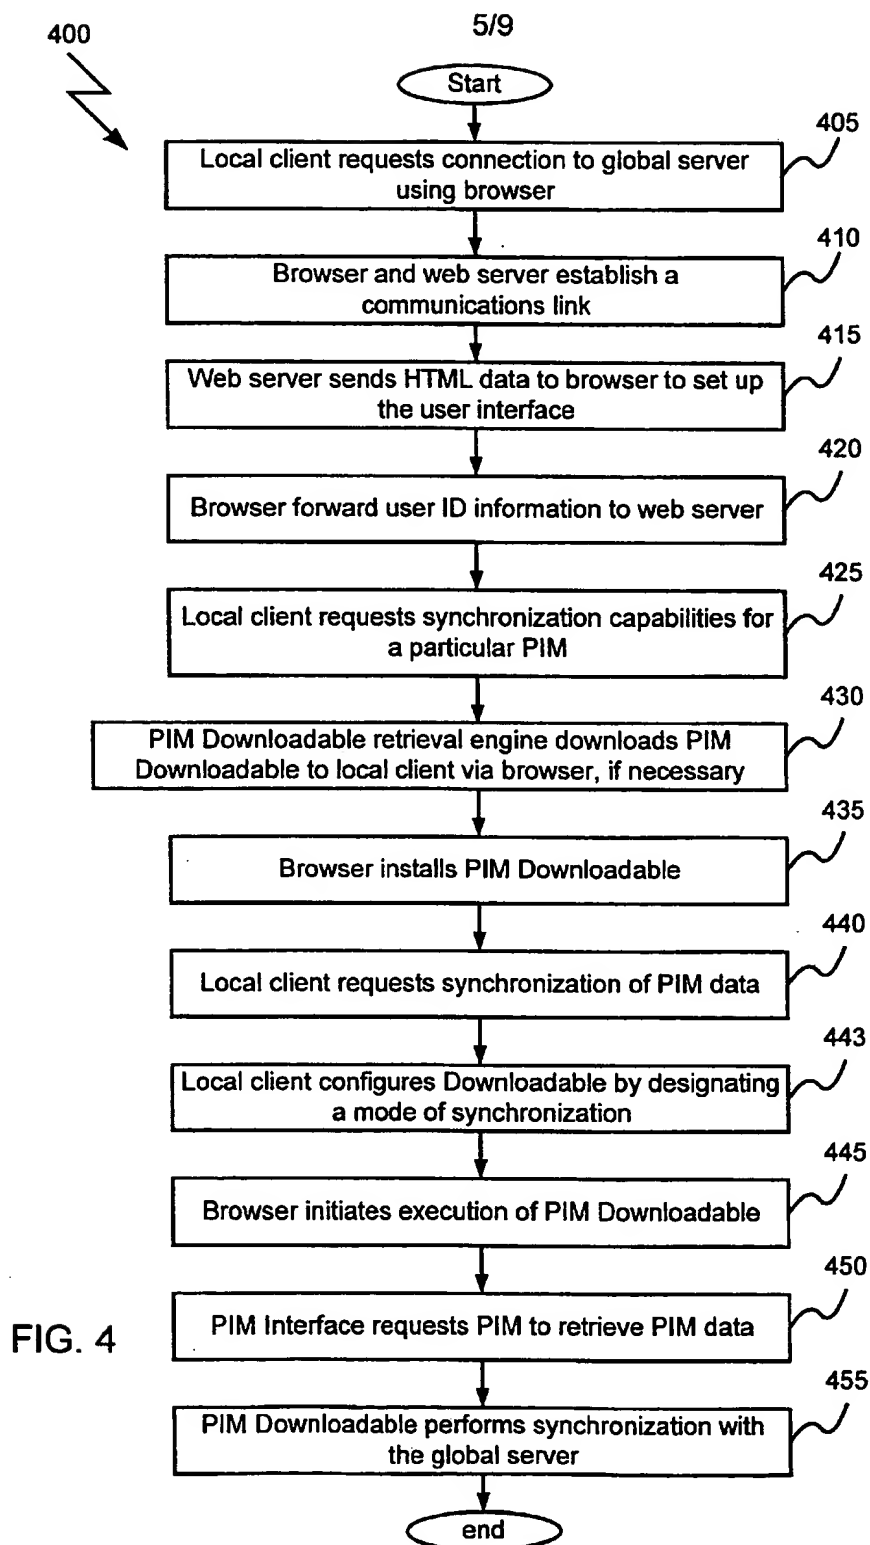 5/9
400
Start
405
Local client requests connection to global server
using browser
410
Browser and web server establish a
communications link
415
Web server sends HTML data to browser to set up
the user interface
420
Browser forward user ID information to web server
425
Local client requests synchronization capabilities for
a particular PIM
430
PIM Downloadable retrieval engine downloads PIM
Downloadable to local client via browser, if necessary
435
Browser installs PIM Downloadable
440
Local client requests synchronization of PIM data
443
Local client configures Downloadable by designating
a mode of synchronization
445
Browser initiates execution of PIM Downloadable
450
PIM Interface requests PIM to retrieve PIM data
FIG. 4
455
PIM Downloadable performs synchronization with
the global server
end